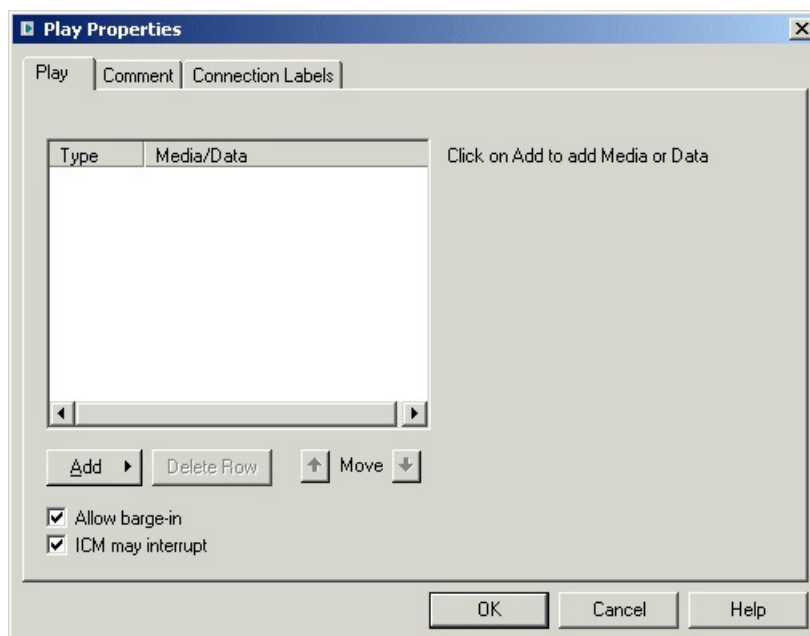 Play Properties
Play Comment Connection Labels
Type Media/Data
Click on Add to add Media or Data
Add Delete Row Move
Allow barge-in
ICM may interrupt
OK Cancel Help